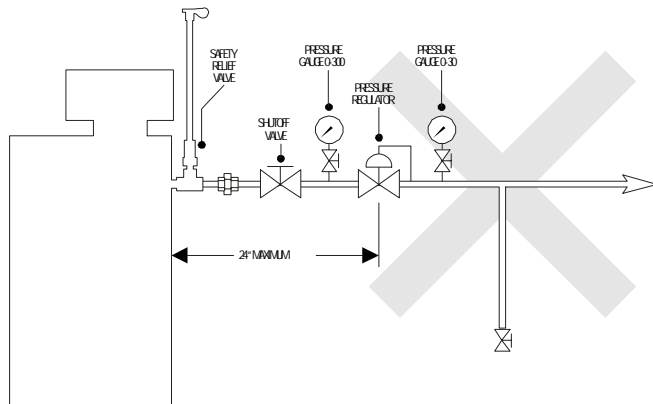 SAFETY
RELIEF
VALVE
PRESSURE
GAUGE 0-300
PRESSURE
GAUGE 0-30
PRESSURE
REGULATOR
SHUTOFF
VALVE
24" MAXIMUM